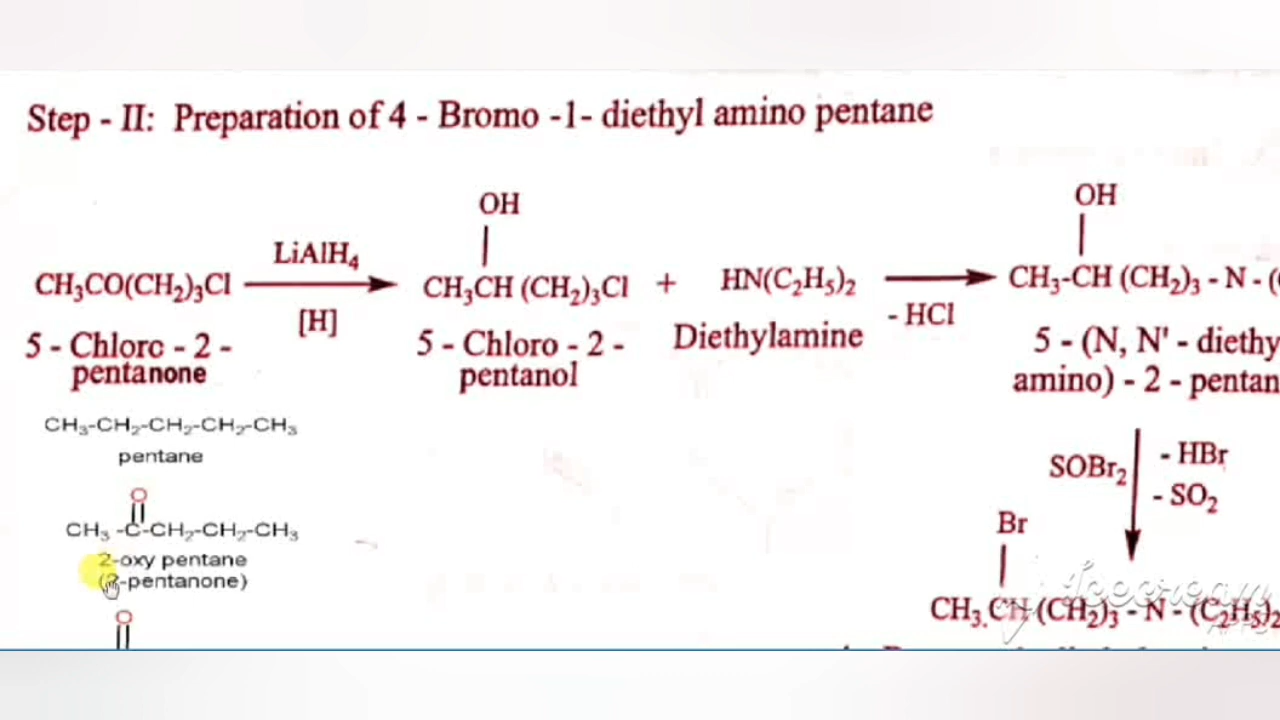 Step - II: Preparation of 4 - Bromo -1- diethyl amino pentane
OH
OH
LiAlH₄
CH₃CO(CH₂)₃Cl
CH₃CH (CH₂)₃Cl + HN(C₂H₅)₂
CH₃-CH (CH₂)₃ - N - (
[H]
- HCl
5 - Chloro - 2 -
pentanone
5 - Chloro - 2 -
pentanol
Diethylamine
5 - (N, N' - diethy
amino) - 2 - pentan
CH₃-CH₂-CH₂-CH₂-CH₃
pentane
SOBr₂
- HBr
- SO₂
O
CH₃ -C-CH₂-CH₂-CH₃
2-oxy pentane
(2-pentanone)
O
Br
CH₃ CH (CH₂)₃ - N - (C₂H₅)₂